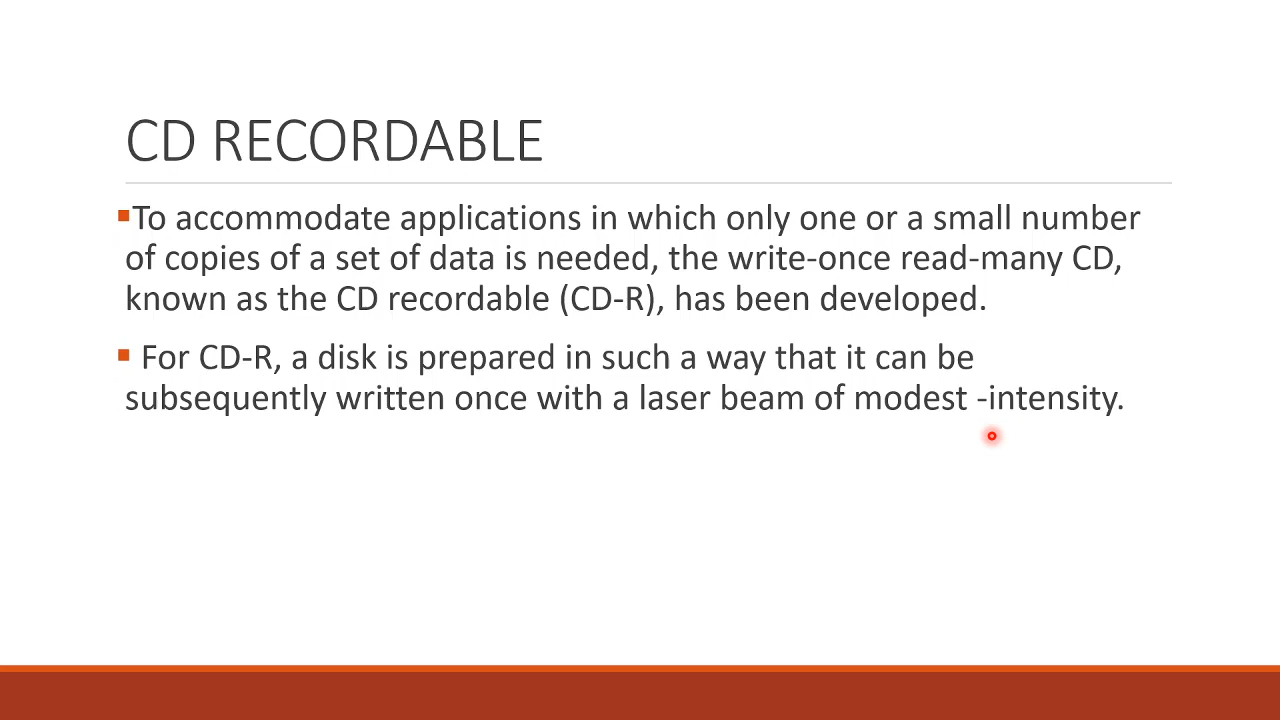 CD RECORDABLE
To accommodate applications in which only one or a small number
of copies of a set of data is needed, the write-once read-many CD,
known as the CD recordable (CD-R), has been developed.
For CD-R, a disk is prepared in such a way that it can be
subsequently written once with a laser beam of modest -intensity.